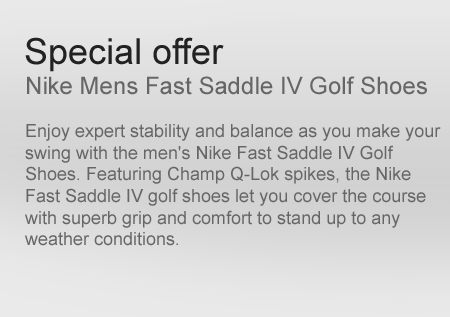 Special offer
Nike Mens Fast Saddle IV Golf Shoes
Enjoy expert stability and balance as you make your
swing with the men's Nike Fast Saddle IV Golf
Shoes. Featuring Champ Q-Lok spikes, the Nike
Fast Saddle IV golf shoes let you cover the course
with superb grip and comfort to stand up to any
weather conditions.